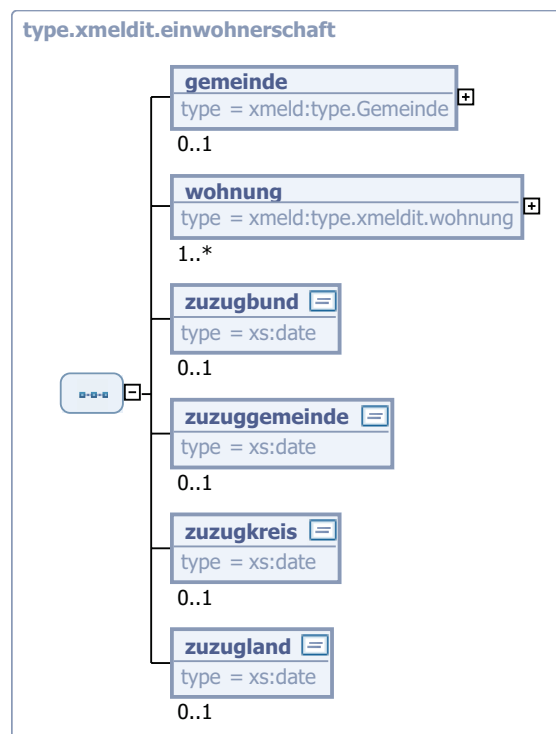 type.xmeldit.einwohnerschaft
gemeinde
type = xmeld:type.Gemeinde
0..1
wohnung
type = xmeld:type.xmeldit.wohnung
1..*
zuzugbund
type = xs:date
0..1
zuzuggemeinde
type = xs:date
0..1
zuzugkreis
type = xs:date
0..1
zuzugland
type = xs:date
0..1